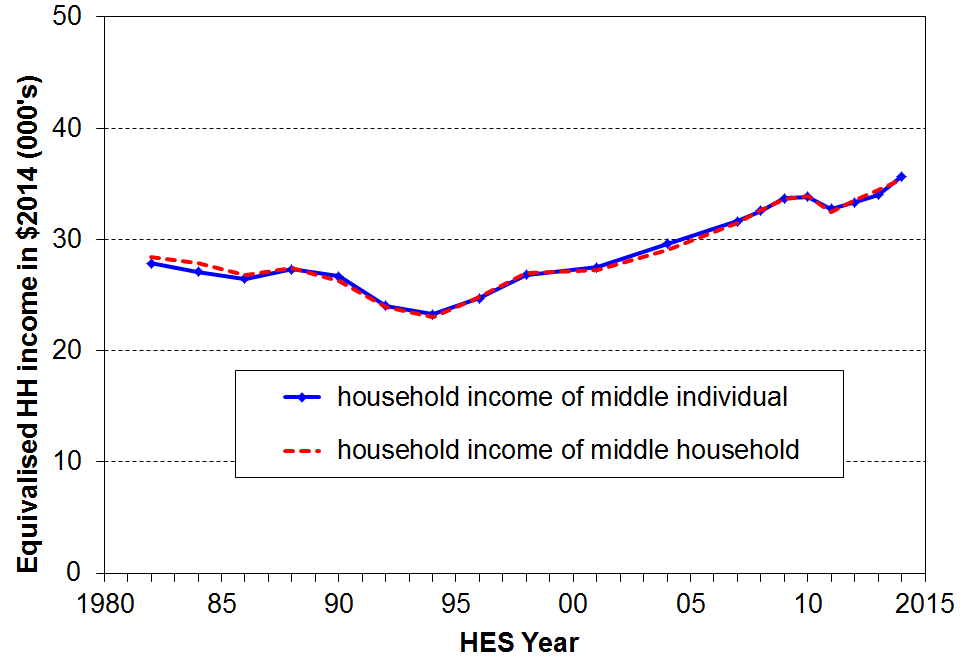 50
40
30
20
10
0
Equivalised HH income in $2014 (000's)
household income of middle individual
household income of middle household
1980 85 90 95 00 05 10 2015
HES Year